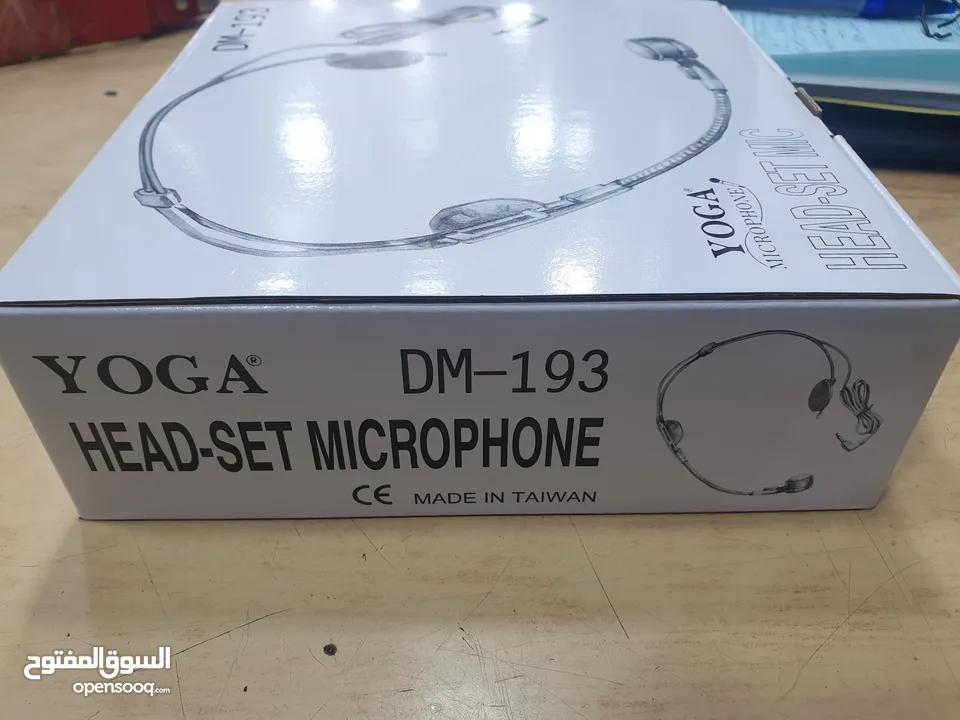 DM-193
YOGA®
MICROPHONE
HEAD-SET MIC
YOGA® DM-193
HEAD-SET MICROPHONE
CE MADE IN TAIWAN
السوق المفتوح
opensooq.com